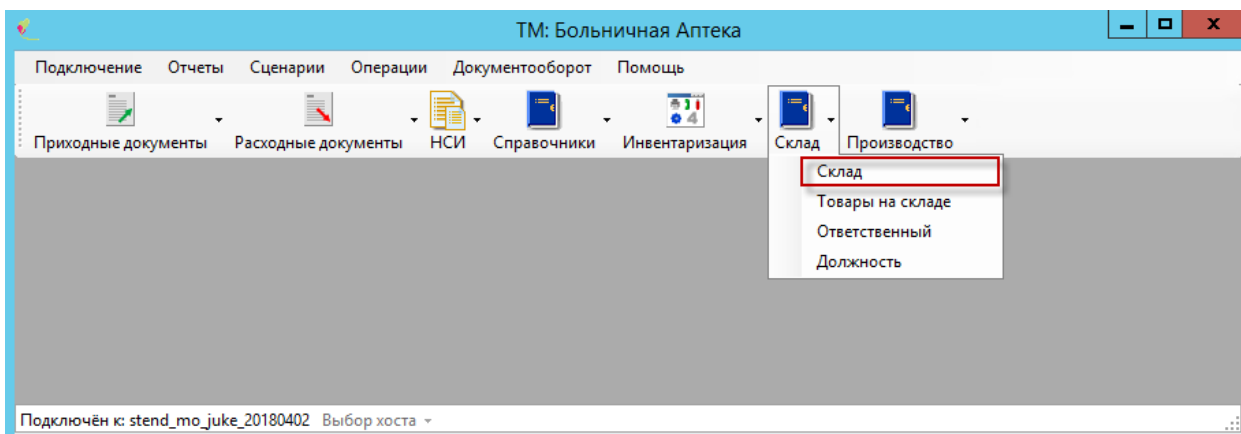 ТМ: Больничная Аптека
Подключение Отчеты Сценарии Операции Документооборот Помощь
Приходные документы Расходные документы НСИ Справочники Инвентаризация Склад Производство
Склад
Товары на складе
Ответственный
Должность
Подключён к: stend_mo_juke_20180402 Выбор хоста